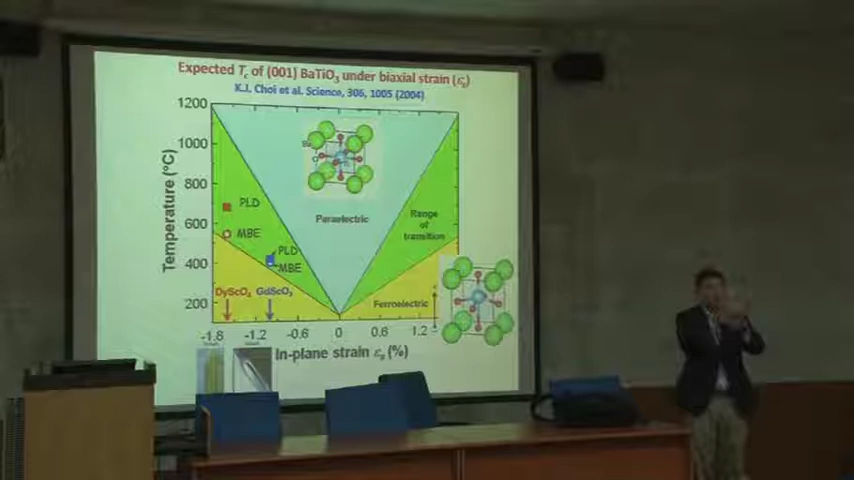 Expected Tc of (001) BaTiO3 under biaxial strain (εs)
K.J. Choi et al. Science, 306, 1005 (2004)
1200
1000
800
600
400
200
Temperature (°C)
PLD
MBE
PLD
MBE
Paraelectric
Range
of
transition
Ferroelectric
DyScO3
GdScO3
-1.8
-1.2
-0.6
0
0.6
1.2
In-plane strain εs (%)